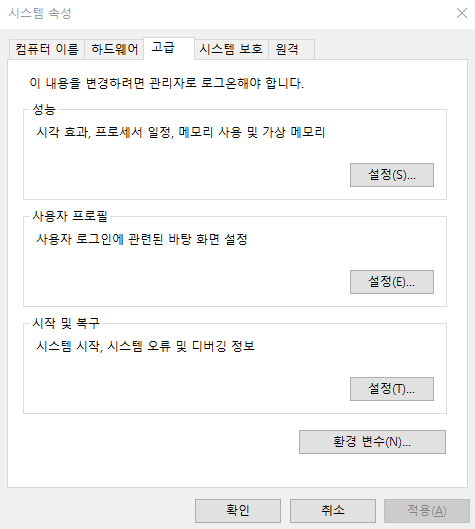 시스템 속성
컴퓨터 이름 하드웨어 고급 시스템 보호 원격
이 내용을 변경하려면 관리자로 로그온해야 합니다.
성능
시각 효과, 프로세서 일정, 메모리 사용 및 가상 메모리
설정(S)...
사용자 프로필
사용자 로그인에 관련된 바탕 화면 설정
설정(E)...
시작 및 복구
시스템 시작, 시스템 오류 및 디버깅 정보
설정(T)...
환경 변수(N)...
확인 취소 적용(A)